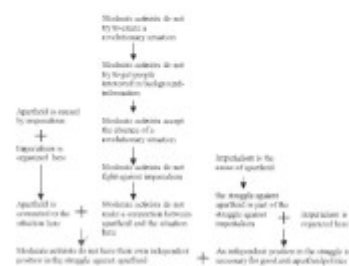 Moderate activists do not
try to create a
revolutionary situation
Moderate activists do not
try to get people
interested in background-
information
Apartheid is caused
by imperialism
Moderate activists accept
the absence of a
revolutionary situation
Imperialism is
organized here
Moderate activists do not
fight against imperialism
Imperialism is the
cause of apartheid
Apartheid is
connected to the
situation here
Moderate activists do not
make a connection between
apartheid and the situation
here
the struggle against
apartheid is part of the
struggle against
imperialism
Imperialism is
organized here
Moderate activists do not have their own independent
position in the struggle against apartheid
An independent position in the struggle is
necessary for good anti-apartheid politics